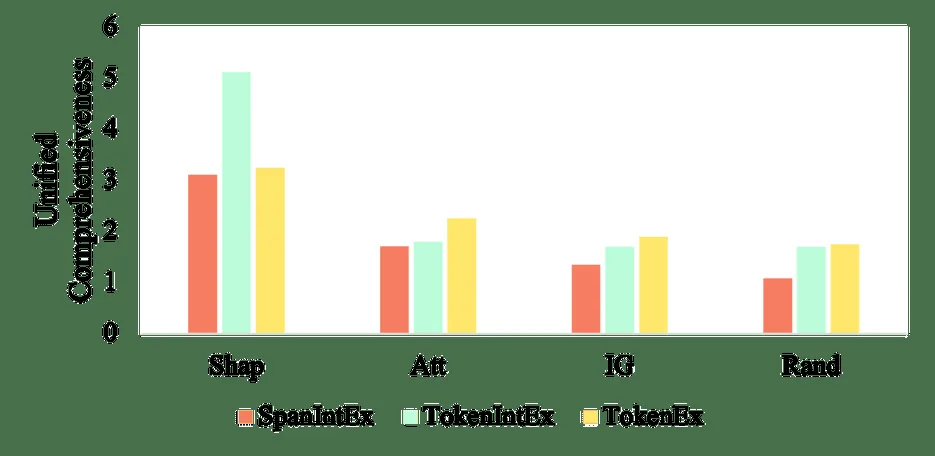 6
5
4
3
2
1
0
Unified
Comprehensiveness
Shap Att IG Rand
SpanIntEx TokenIntEx TokenEx